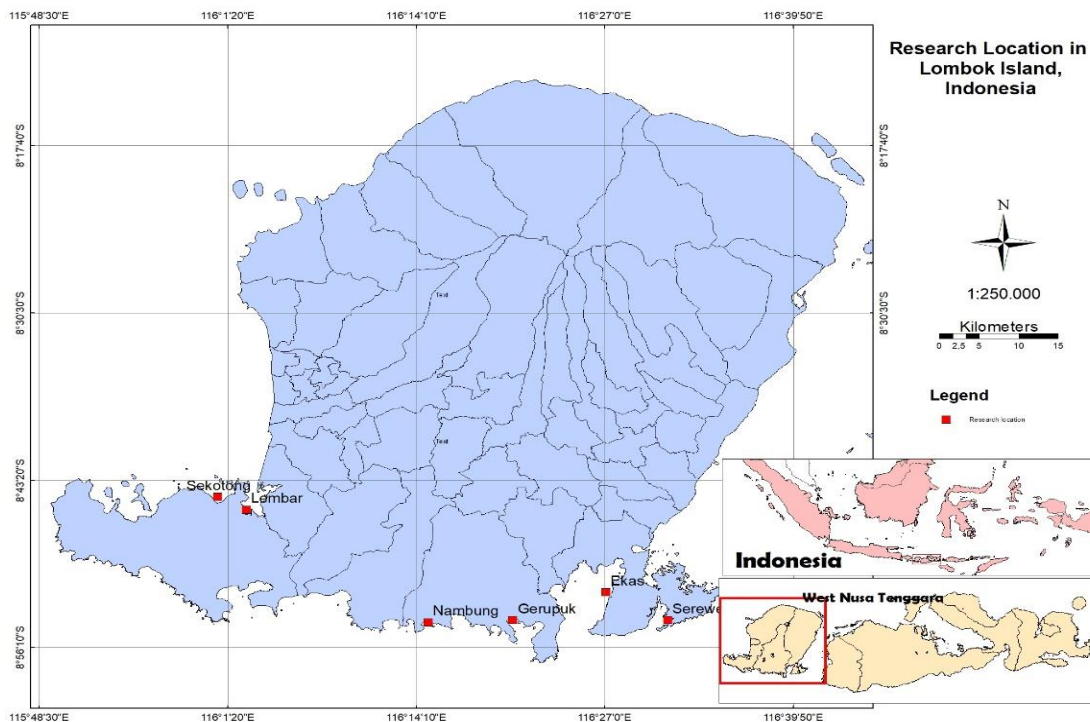 115°48'30"E 116°1'20"E 116°14'10"E 116°27'0"E 116°39'50"E
Research Location in
Lombok Island,
Indonesia
8°17'40"S 8°17'40"S
N
1:250.000
Text
8°30'30"S 8°30'30"S
Kilometers
0 2.5 5 10 15
Legend
Research location
Text
8°43'20"S
Sekotong
Lembar
Indonesia
Ekas
West Nusa Tenggara
Nambung Gerupuk Serewe
8°56'10"S
115°48'30"E 116°1'20"E 116°14'10"E 116°27'0"E 116°39'50"E